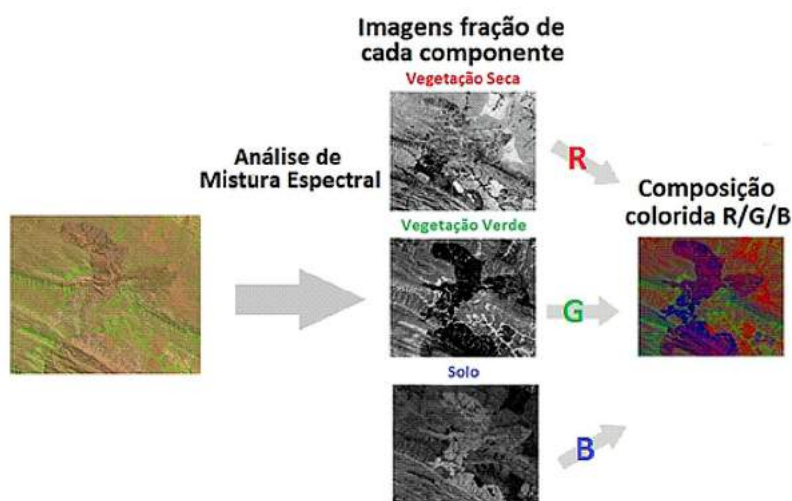 Imagens fração de
cada componente
Vegetação Seca
Análise de
Mistura Espectral
R
Composição
colorida R/G/B
Vegetação Verde
G
Solo
B